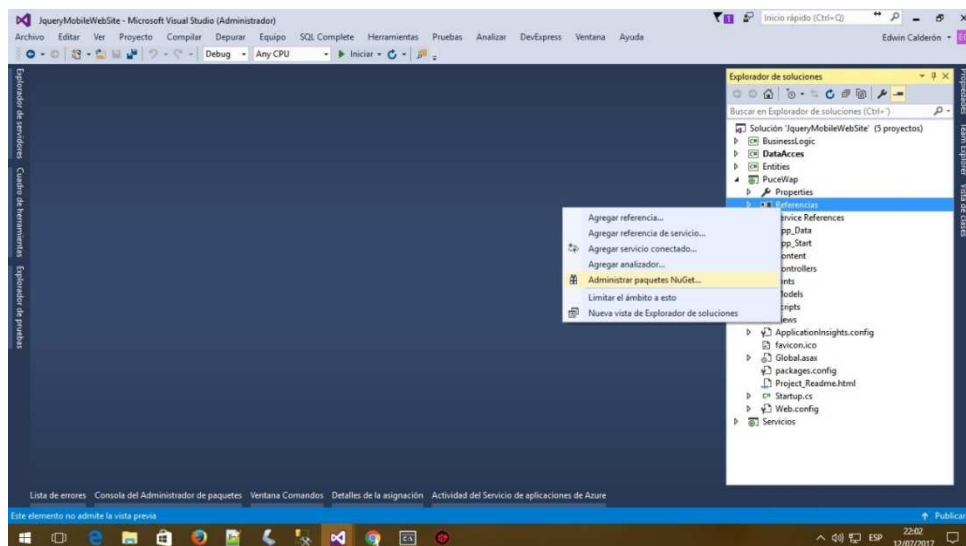 JqueryMobileWebSite - Microsoft Visual Studio (Administrador)
1
Inicio rápido (Ctrl+Q)
Archivo Editar Ver Proyecto Compilar Depurar Equipo SQL Complete Herramientas Pruebas Analizar DevExpress Ventana Ayuda
Edwin Calderón
Debug Any CPU Iniciar
Explorador de servidores
Cuadro de herramientas
Explorador de pruebas
Explorador de soluciones
Buscar en Explorador de soluciones (Ctrl+´)
Solución 'JqueryMobileWebSite' (5 proyectos)
BusinessLogic
DataAcces
Entities
PuceWap
Properties
Referencias
ervice References
pp_Data
pp_Start
ontent
ontrollers
nts
odels
cripts
ews
ApplicationInsights.config
favicon.ico
Global.asax
packages.config
Project_Readme.html
Startup.cs
Web.config
Servicios
Agregar referencia...
Agregar referencia de servicio...
Agregar servicio conectado...
Agregar analizador...
Administrar paquetes NuGet...
Limitar el ámbito a esto
Nueva vista de Explorador de soluciones
Propiedades
Team Explorer
Vista de clases
Lista de errores Consola del Administrador de paquetes Ventana Comandos Detalles de la asignación Actividad del Servicio de aplicaciones de Azure
Este elemento no admite la vista previa
Publicar
ESP
22:02
12/07/2017